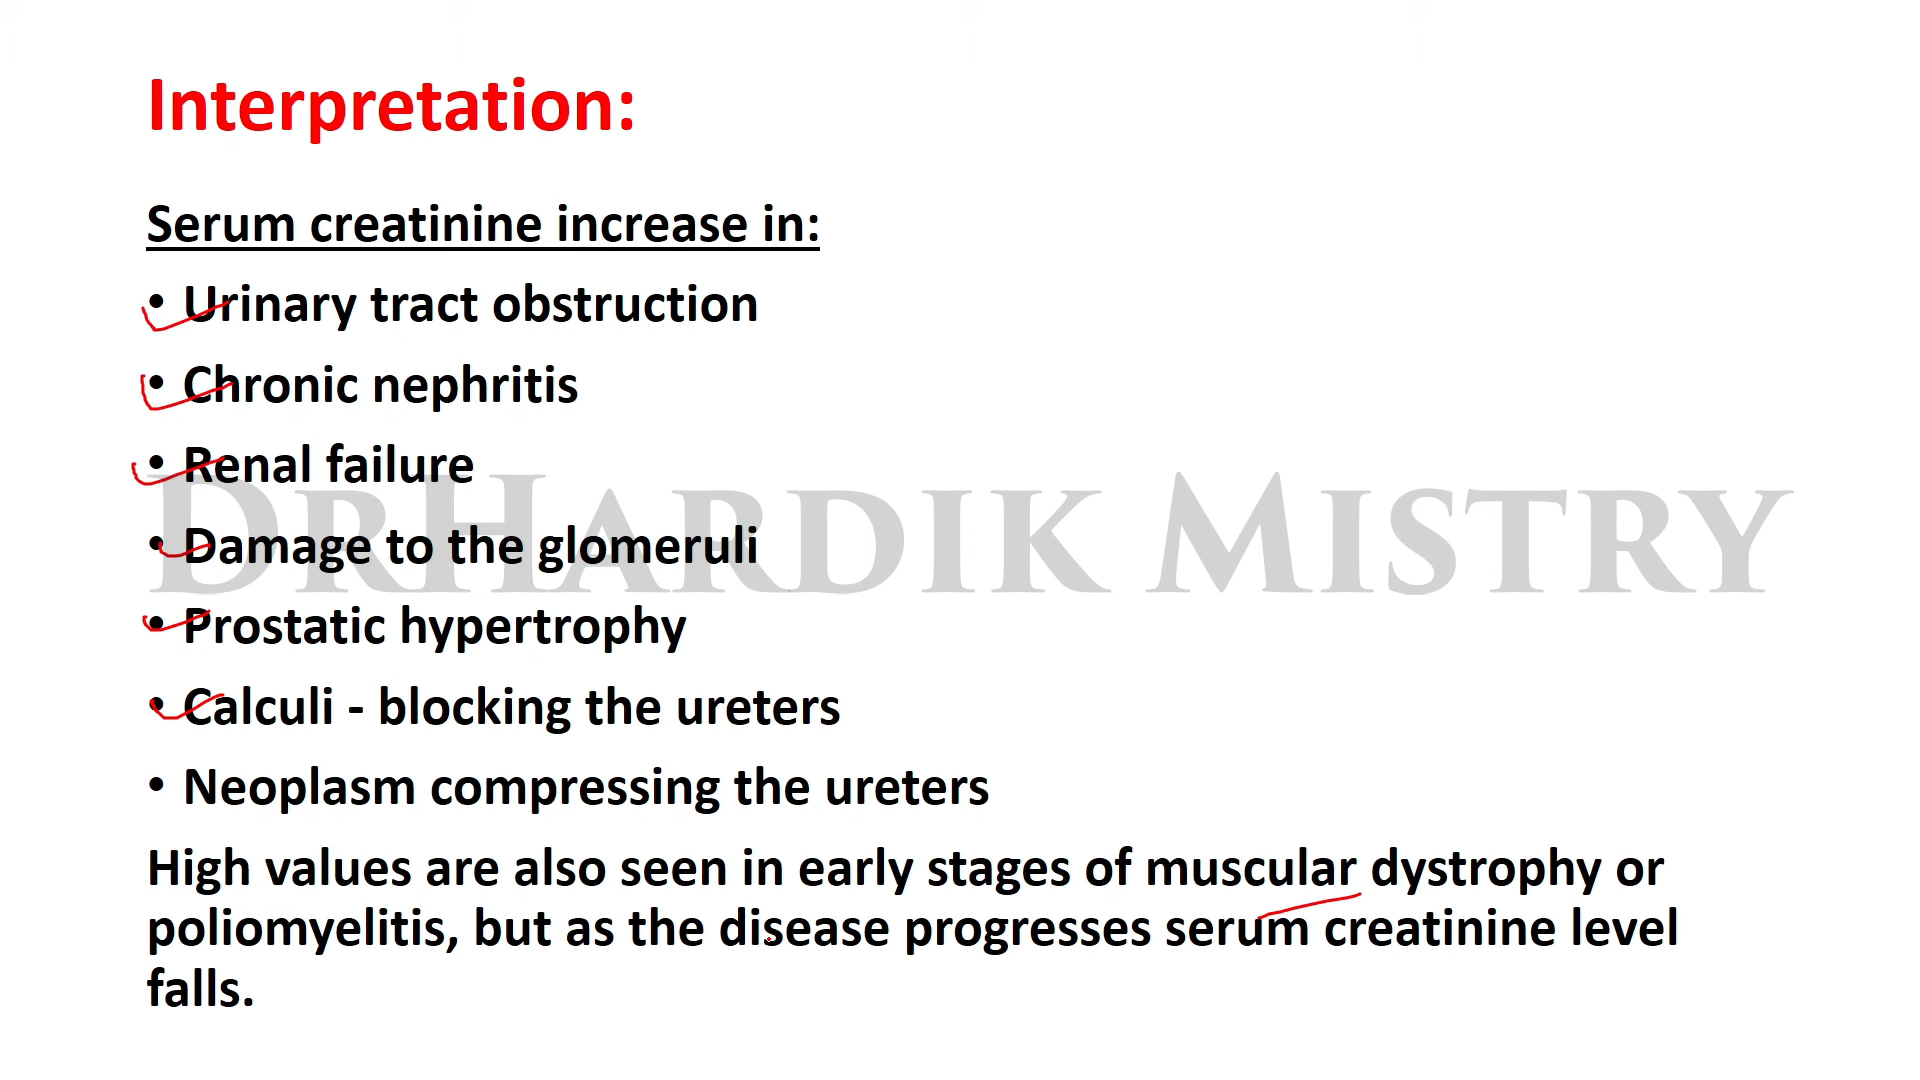 Interpretation:
Serum creatinine increase in:
• Urinary tract obstruction
• Chronic nephritis
• Renal failure
DrHardik Mistry
• Damage to the glomeruli
• Prostatic hypertrophy
• Calculi - blocking the ureters
• Neoplasm compressing the ureters
High values are also seen in early stages of muscular dystrophy or
poliomyelitis, but as the disease progresses serum creatinine level
falls.